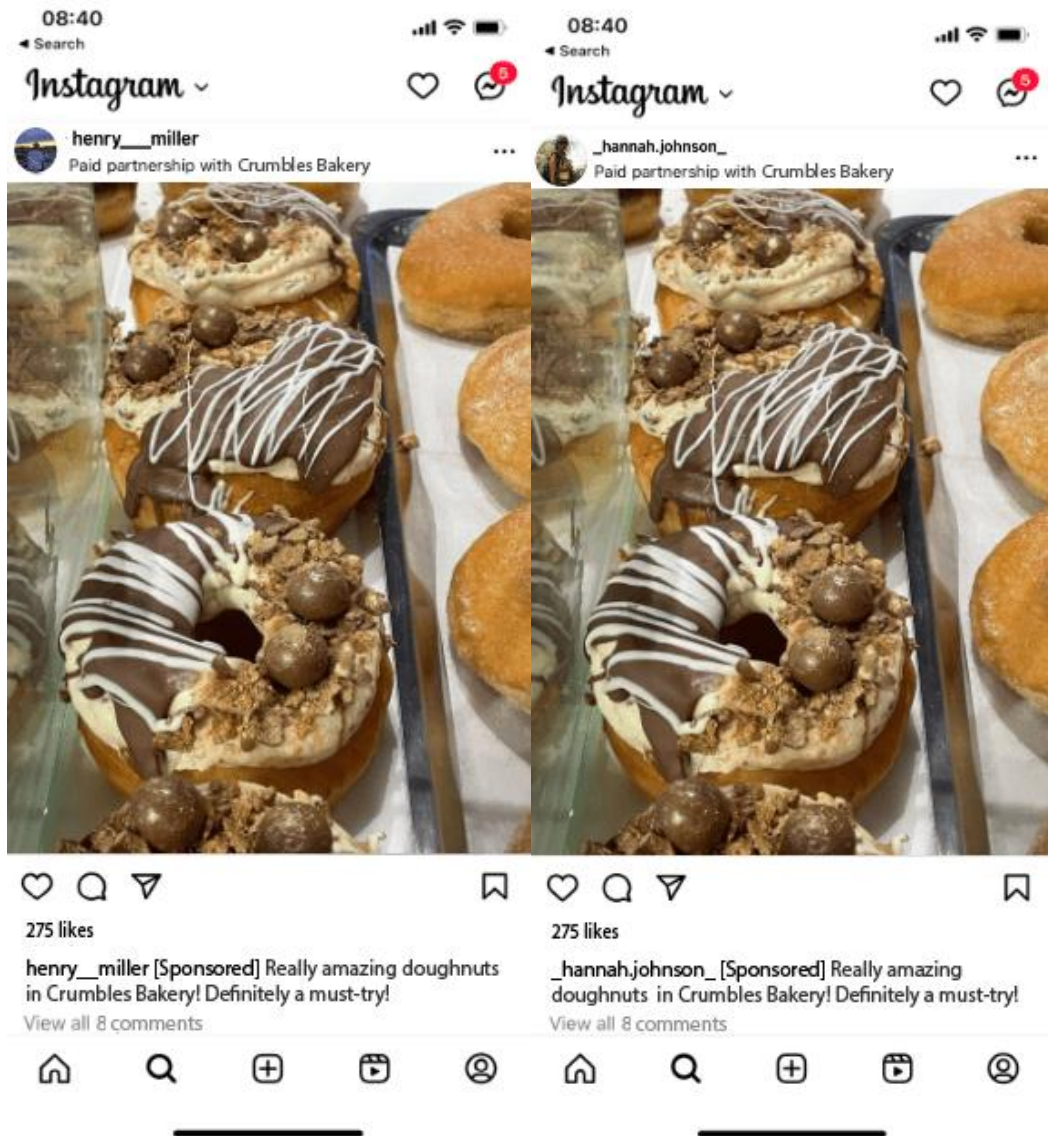 08:40
Search
Instagram
5
henry___miller
Paid partnership with Crumbles Bakery
275 likes
henry__miller [Sponsored] Really amazing doughnuts
in Crumbles Bakery! Definitely a must-try!
View all 8 comments
08:40
Search
Instagram
5
_hannah.johnson_
Paid partnership with Crumbles Bakery
275 likes
_hannah.johnson_ [Sponsored] Really amazing
doughnuts in Crumbles Bakery! Definitely a must-try!
View all 8 comments